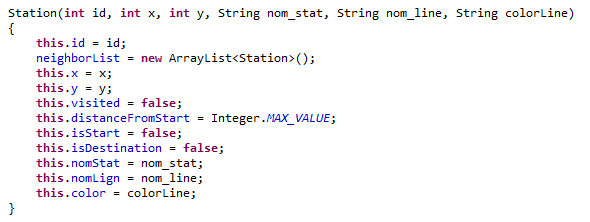 Station(int id, int x, int y, String nom_stat, String nom_line, String colorLine)
{
    this.id = id;
    neighborList = new ArrayList<Station>();
    this.x = x;
    this.y = y;
    this.visited = false;
    this.distanceFromStart = Integer.MAX_VALUE;
    this.isStart = false;
    this.isDestination = false;
    this.nomStat = nom_stat;
    this.nomLign = nom_line;
    this.color = colorLine;
}